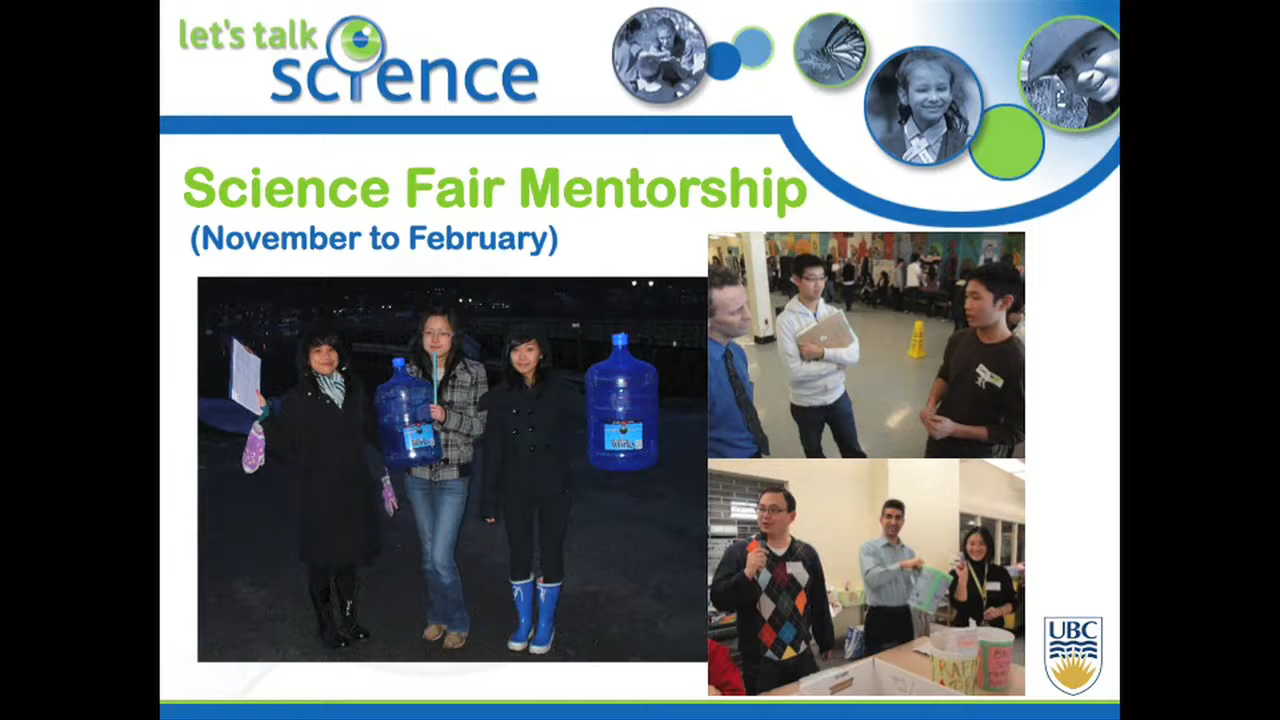 let's talk
science
Science Fair Mentorship
(November to February)
UBC